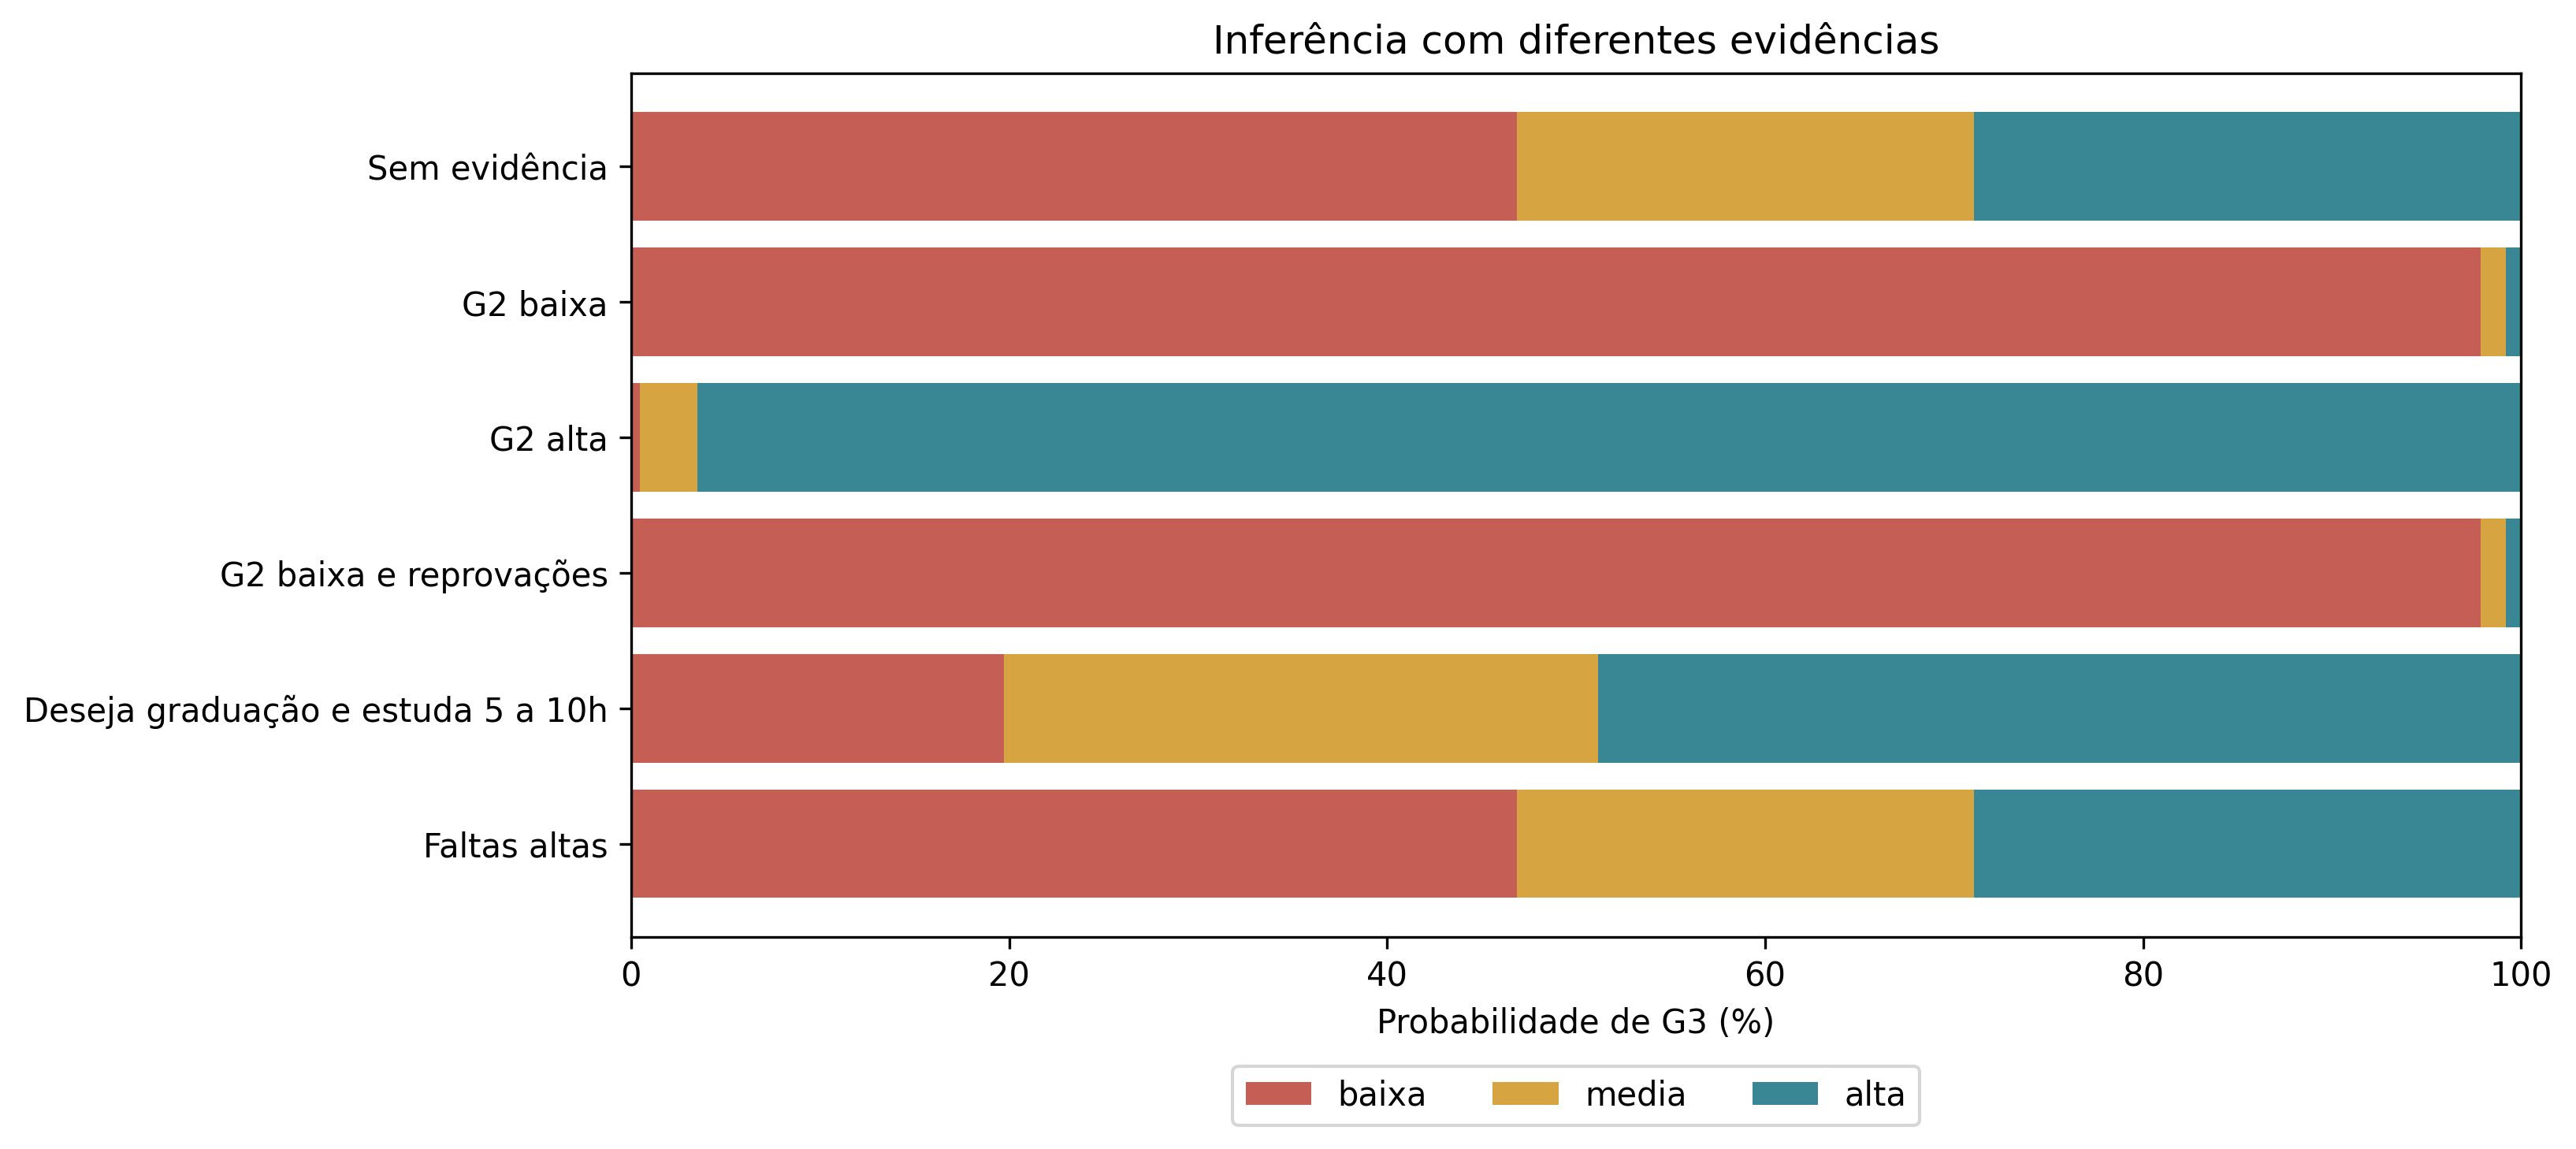 Inferência com diferentes evidências
Sem evidência
G2 baixa
G2 alta
G2 baixa e reprovações
Deseja graduação e estuda 5 a 10h
Faltas altas
0 20 40 60 80 100
Probabilidade de G3 (%)
baixa media alta